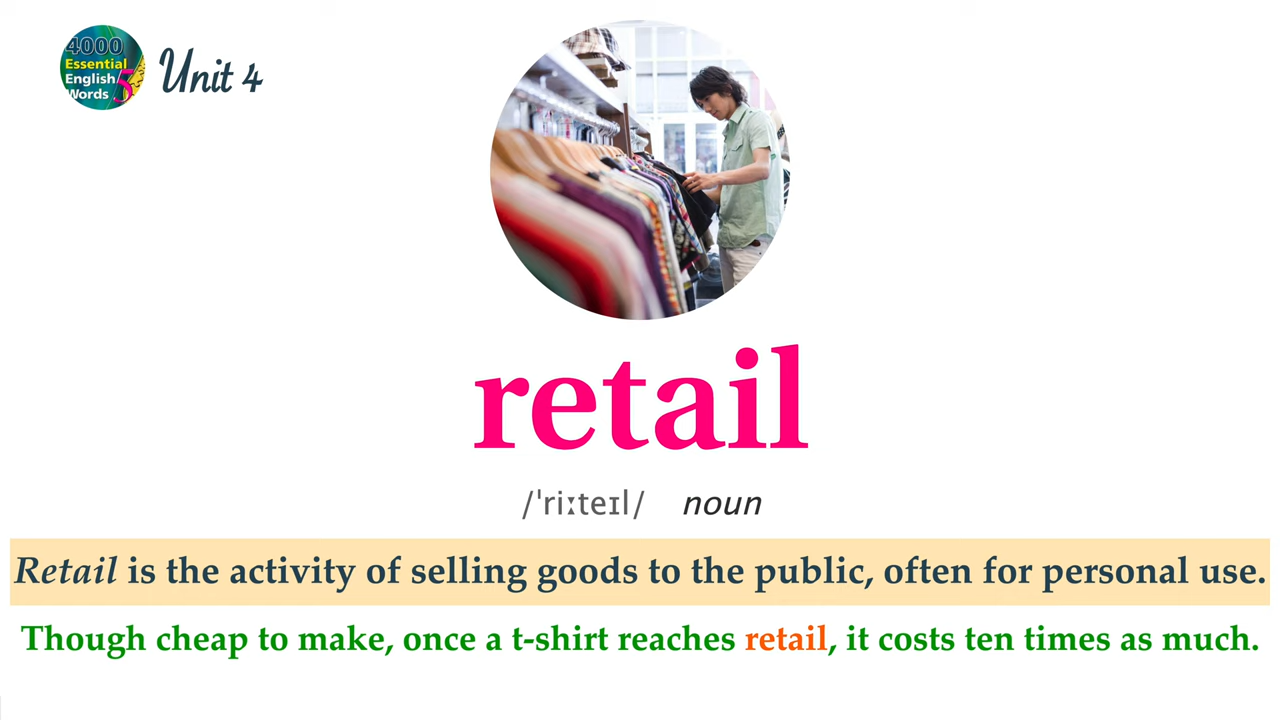 4000
Essential
English
Words 5
Unit 4
retail
/ˈriːteɪl/ noun
Retail is the activity of selling goods to the public, often for personal use.
Though cheap to make, once a t-shirt reaches retail, it costs ten times as much.